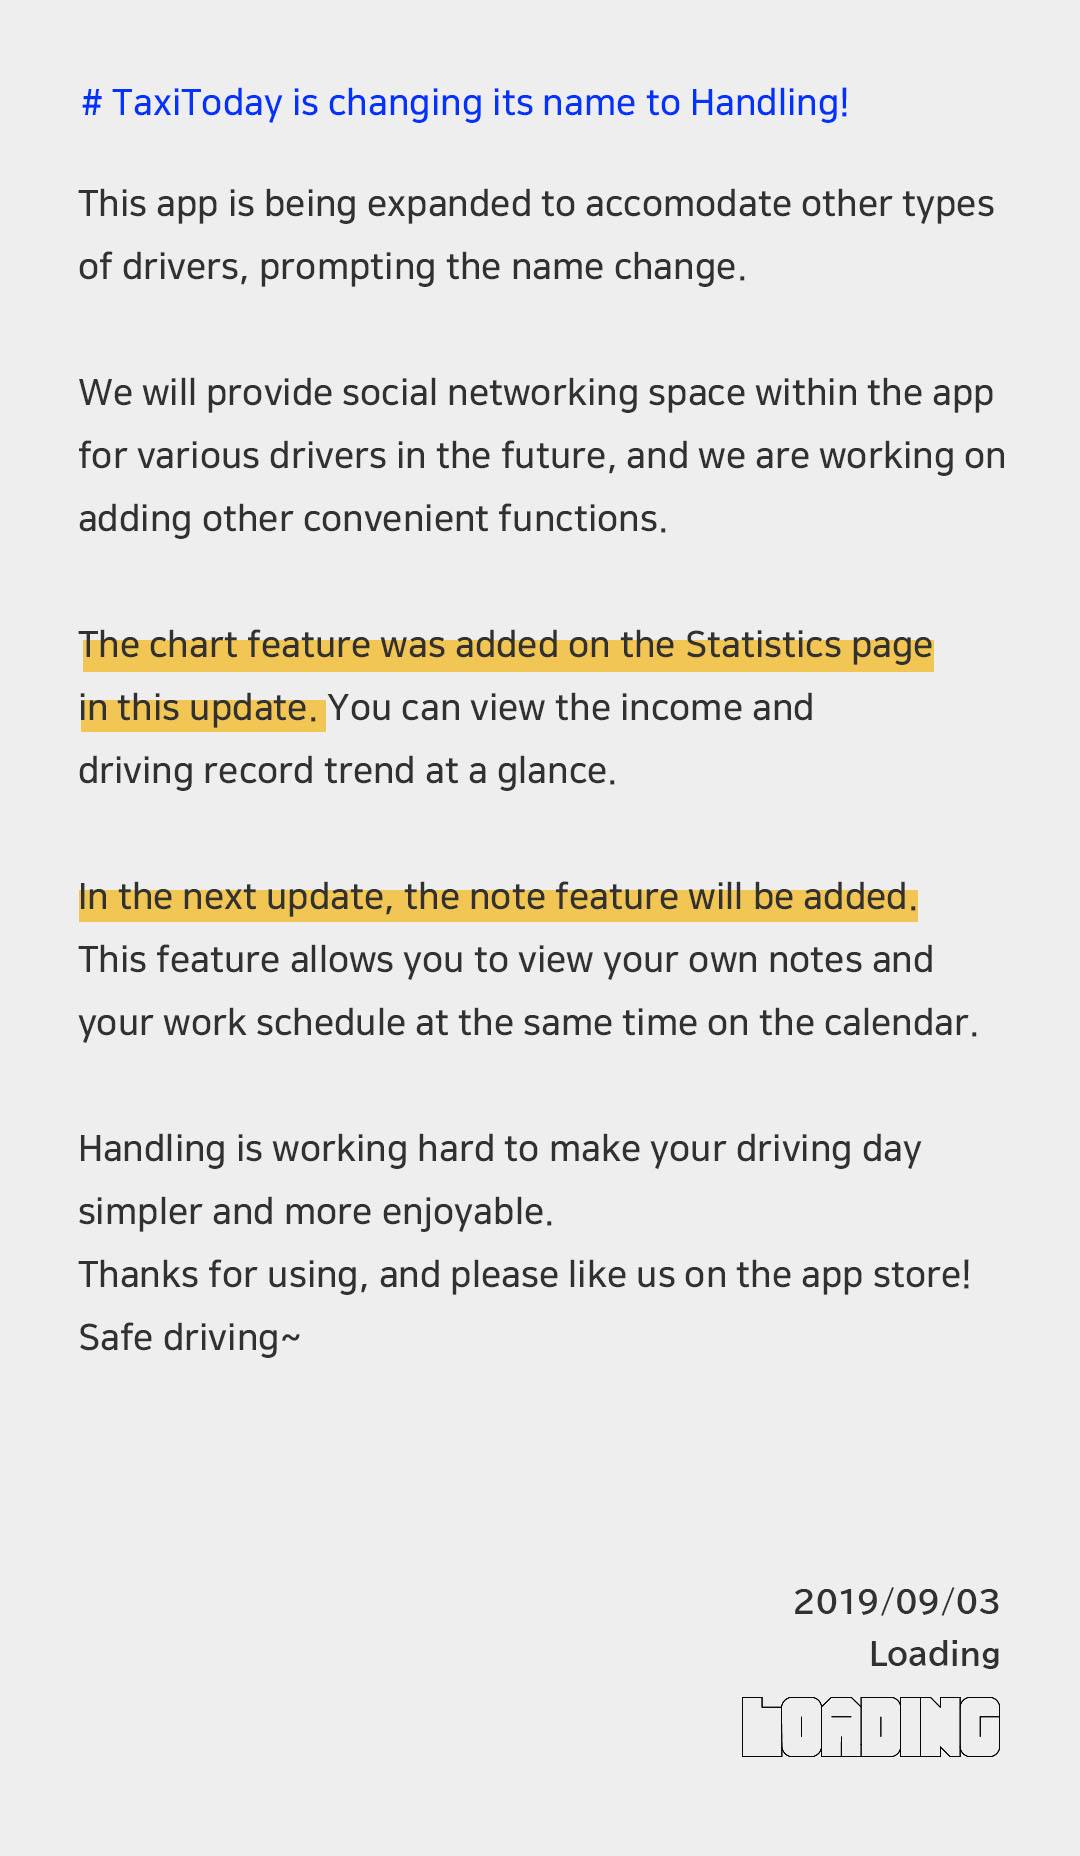 # TaxiToday is changing its name to Handling!
This app is being expanded to accomodate other types
of drivers, prompting the name change.
We will provide social networking space within the app
for various drivers in the future, and we are working on
adding other convenient functions.
The chart feature was added on the Statistics page
in this update. You can view the income and
driving record trend at a glance.
In the next update, the note feature will be added.
This feature allows you to view your own notes and
your work schedule at the same time on the calendar.
Handling is working hard to make your driving day
simpler and more enjoyable.
Thanks for using, and please like us on the app store!
Safe driving~
2019/09/03
Loading
LOADING